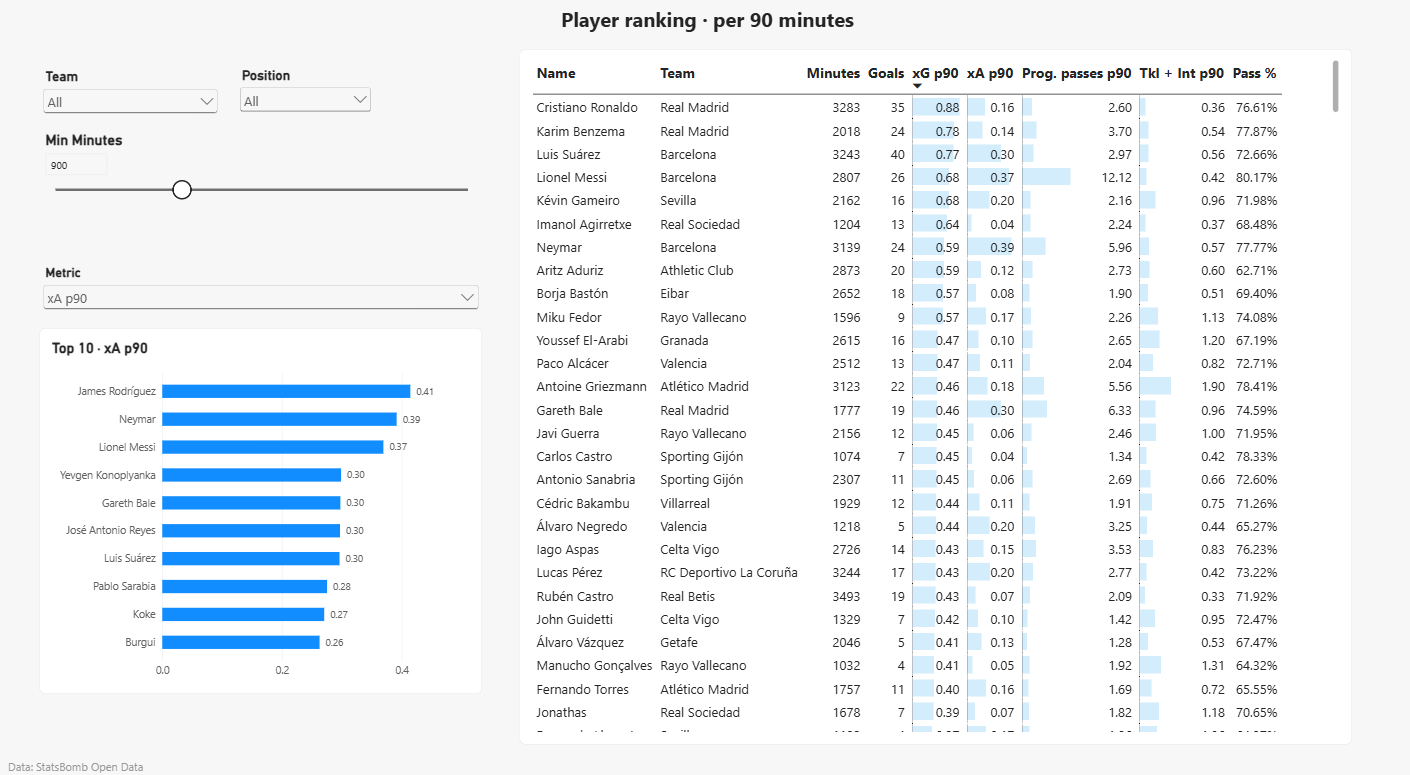 Player ranking · per 90 minutes
Team
All
Position
All
Min Minutes
900
Metric
xA p90
Top 10 · xA p90
James Rodríguez 0.41
Neymar 0.39
Lionel Messi 0.37
Yevgen Konoplyanka 0.30
Gareth Bale 0.30
José Antonio Reyes 0.30
Luis Suárez 0.30
Pablo Sarabia 0.28
Koke 0.27
Burgui 0.26
0.0 0.2 0.4
Name Team Minutes Goals xG p90 xA p90 Prog. passes p90 Tkl + Int p90 Pass %
Cristiano Ronaldo Real Madrid 3283 35 0.88 0.16 2.60 0.36 76.61%
Karim Benzema Real Madrid 2018 24 0.78 0.14 3.70 0.54 77.87%
Luis Suárez Barcelona 3243 40 0.77 0.30 2.97 0.56 72.66%
Lionel Messi Barcelona 2807 26 0.68 0.37 12.12 0.42 80.17%
Kévin Gameiro Sevilla 2162 16 0.68 0.20 2.16 0.96 71.98%
Imanol Agirretxe Real Sociedad 1204 13 0.64 0.04 2.24 0.37 68.48%
Neymar Barcelona 3139 24 0.59 0.39 5.96 0.57 77.77%
Aritz Aduriz Athletic Club 2873 20 0.59 0.12 2.73 0.60 62.71%
Borja Bastón Eibar 2652 18 0.57 0.08 1.90 0.51 69.40%
Miku Fedor Rayo Vallecano 1596 9 0.57 0.17 2.26 1.13 74.08%
Youssef El-Arabi Granada 2615 16 0.47 0.10 2.65 1.20 67.19%
Paco Alcácer Valencia 2512 13 0.47 0.11 2.04 0.82 72.71%
Antoine Griezmann Atlético Madrid 3123 22 0.46 0.18 5.56 1.90 78.41%
Gareth Bale Real Madrid 1777 19 0.46 0.30 6.33 0.96 74.59%
Javi Guerra Rayo Vallecano 2156 12 0.45 0.06 2.46 1.00 71.95%
Carlos Castro Sporting Gijón 1074 7 0.45 0.04 1.34 0.42 78.33%
Antonio Sanabria Sporting Gijón 2307 11 0.45 0.06 2.69 0.66 72.60%
Cédric Bakambu Villarreal 1929 12 0.44 0.11 1.91 0.75 71.26%
Álvaro Negredo Valencia 1218 5 0.44 0.20 3.25 0.44 65.27%
Iago Aspas Celta Vigo 2726 14 0.43 0.15 3.53 0.83 76.23%
Lucas Pérez RC Deportivo La Coruña 3244 17 0.43 0.20 2.77 0.42 73.22%
Rubén Castro Real Betis 3493 19 0.43 0.07 2.09 0.33 71.92%
John Guidetti Celta Vigo 1329 7 0.42 0.10 1.42 0.95 72.47%
Álvaro Vázquez Getafe 2046 5 0.41 0.13 1.28 0.53 67.47%
Manucho Gonçalves Rayo Vallecano 1032 4 0.41 0.05 1.92 1.31 64.32%
Fernando Torres Atlético Madrid 1757 11 0.40 0.16 1.69 0.72 65.55%
Jonathas Real Sociedad 1678 7 0.39 0.07 1.82 1.18 70.65%
Data: StatsBomb Open Data